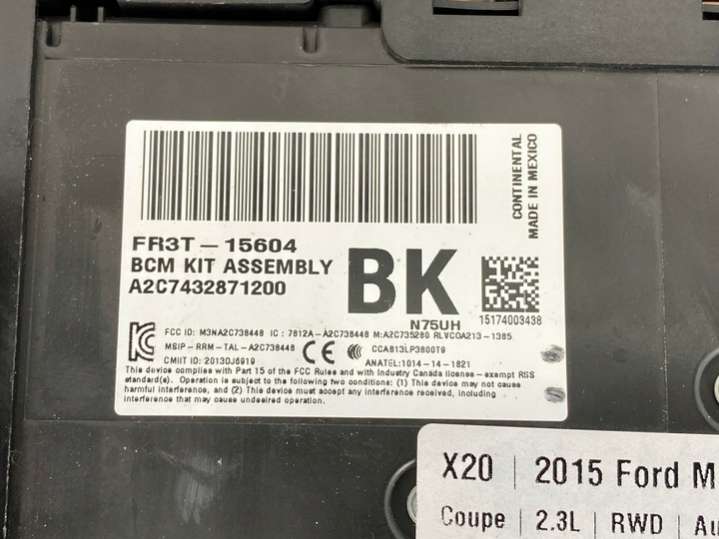 CONTINENTAL
MADE IN MEXICO
FR3T - 15604
BCM KIT ASSEMBLY
A2C7432871200
BK
N75UH
15174003438
FCC ID: M3NA2C738448 IC : 7812A-A2C738448 M:A2C735280 RLVCOA213-1385
MSIP-RRM-TAL-A2C738448
CE
CCAB13LP3800T9
CMIIT ID: 2013DJ6919
ANATEL:1014-14-1821
This device complies with Part 15 of the FCC Rules and with Industry Canada license - exempt RSS
standard(s). Operation is subject to the following two conditions: (1) This device may not cause
harmful interference, and (2) This device must accept any interference received, including
interference that may cause undesired operation.
X20 | 2015 Ford M
Coupe | 2.3L | RWD | Au